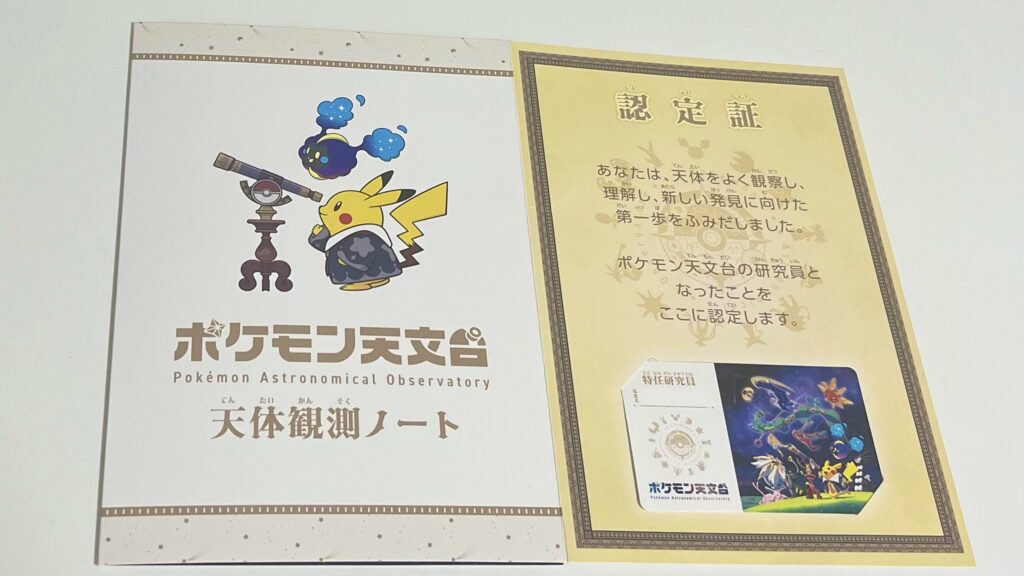 ポケモン天文台
Pokémon Astronomical Observatory
天体観測ノート
認定証
あなたは、天体をよく観察し、
理解し、新しい発見に向けた
第一歩をふみだしました。
ポケモン天文台の研究員と
なったことを
ここに認定します。
特任研究員
ポケモン天文台
Pokémon Astronomical Observatory